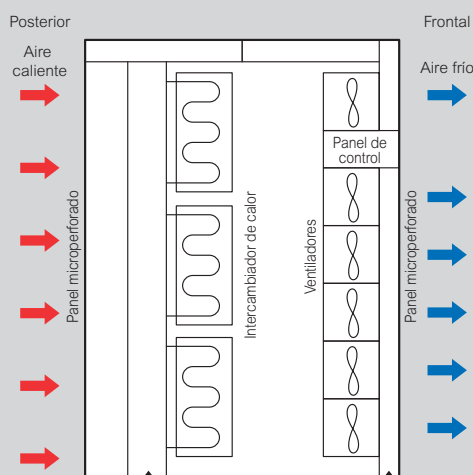 Posterior
Frontal
Aire
caliente
Aire frío
Panel de
control
Panel microperforado
Intercambiador de calor
Ventiladores
Panel microperforado